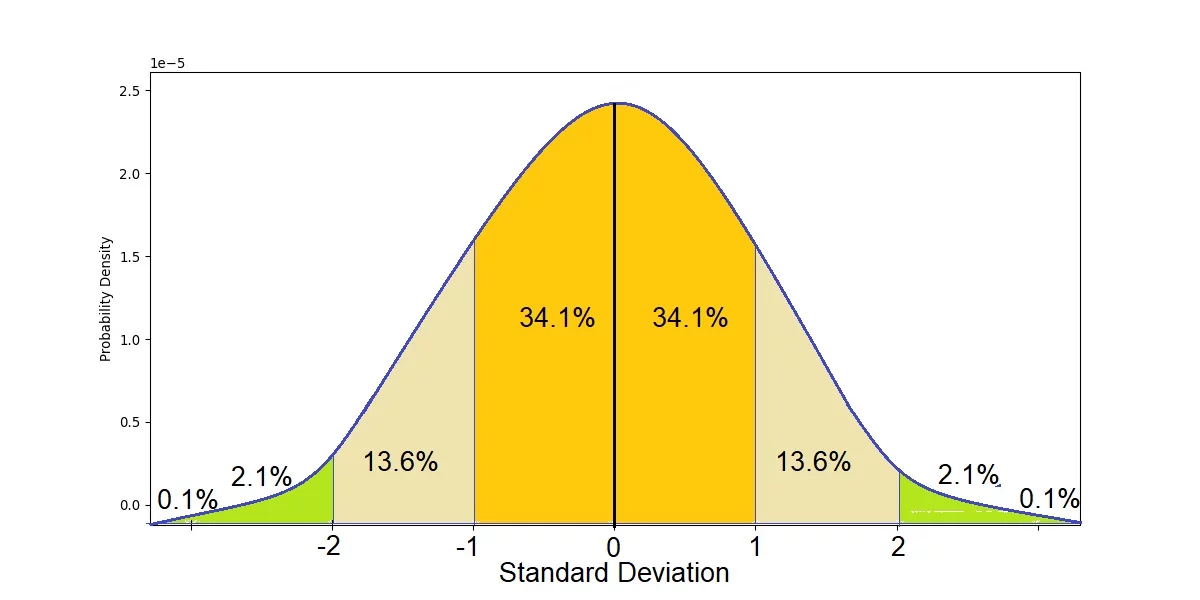 1e−5
2.5
2.0
1.5
1.0
0.5
0.0
Probability Density
34.1% 34.1%
13.6% 13.6%
2.1% 2.1%
0.1% 0.1%
-2 -1 0 1 2
Standard Deviation